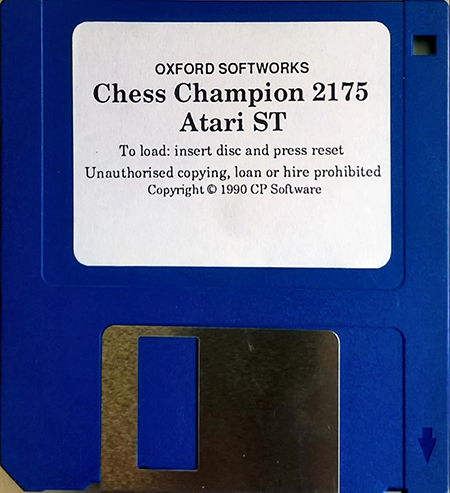 OXFORD SOFTWORKS
Chess Champion 2175
Atari ST
To load: insert disc and press reset
Unauthorised copying, loan or hire prohibited
Copyright © 1990 CP Software